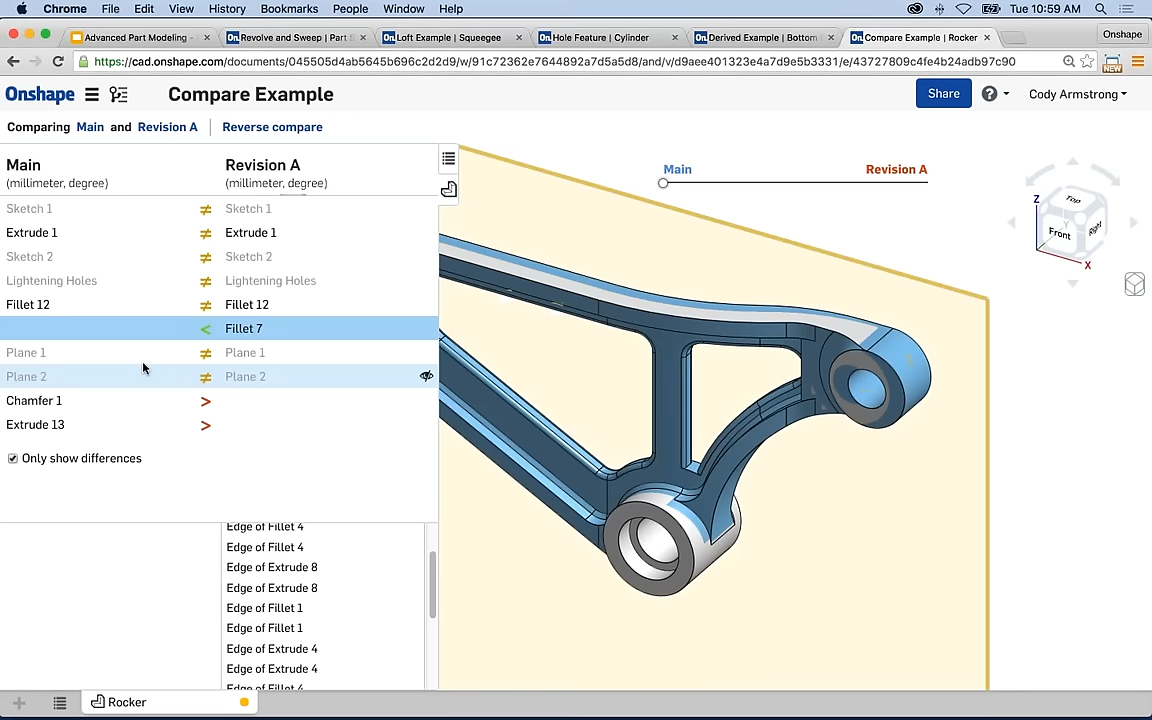 Chrome File Edit View History Bookmarks People Window Help Tue 10:59 AM
Advanced Part Modeling - Revolve and Sweep | Part S Loft Example | Squeegee Hole Feature | Cylinder Derived Example | Bottom Compare Example | Rocker Onshape
https://cad.onshape.com/documents/045505d4ab5645b696c2d2d9/w/91c72362e7644892a7d5a5d8/and/v/d9aee401323e4a7d9e5b3331/e/43727809c4fe4b24adb97c90 NEW
Onshape Compare Example Share Cody Armstrong
Comparing Main and Revision A Reverse compare
Main Revision A
(millimeter, degree) (millimeter, degree)
Sketch 1 ≠ Sketch 1
Extrude 1 ≠ Extrude 1
Sketch 2 ≠ Sketch 2
Lightening Holes ≠ Lightening Holes
Fillet 12 ≠ Fillet 12
< Fillet 7
Plane 1 ≠ Plane 1
Plane 2 ≠ Plane 2
Chamfer 1 >
Extrude 13 >
Only show differences
Edge of Fillet 4
Edge of Fillet 4
Edge of Extrude 8
Edge of Extrude 8
Edge of Fillet 1
Edge of Fillet 1
Edge of Extrude 4
Edge of Extrude 4
Edge of Fillet 4
Main Revision A
Z
Top
Front
Right
X
Rocker